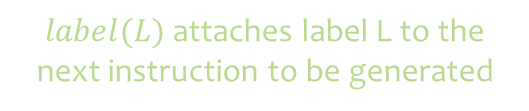 label(L) attaches label L to the
next instruction to be generated